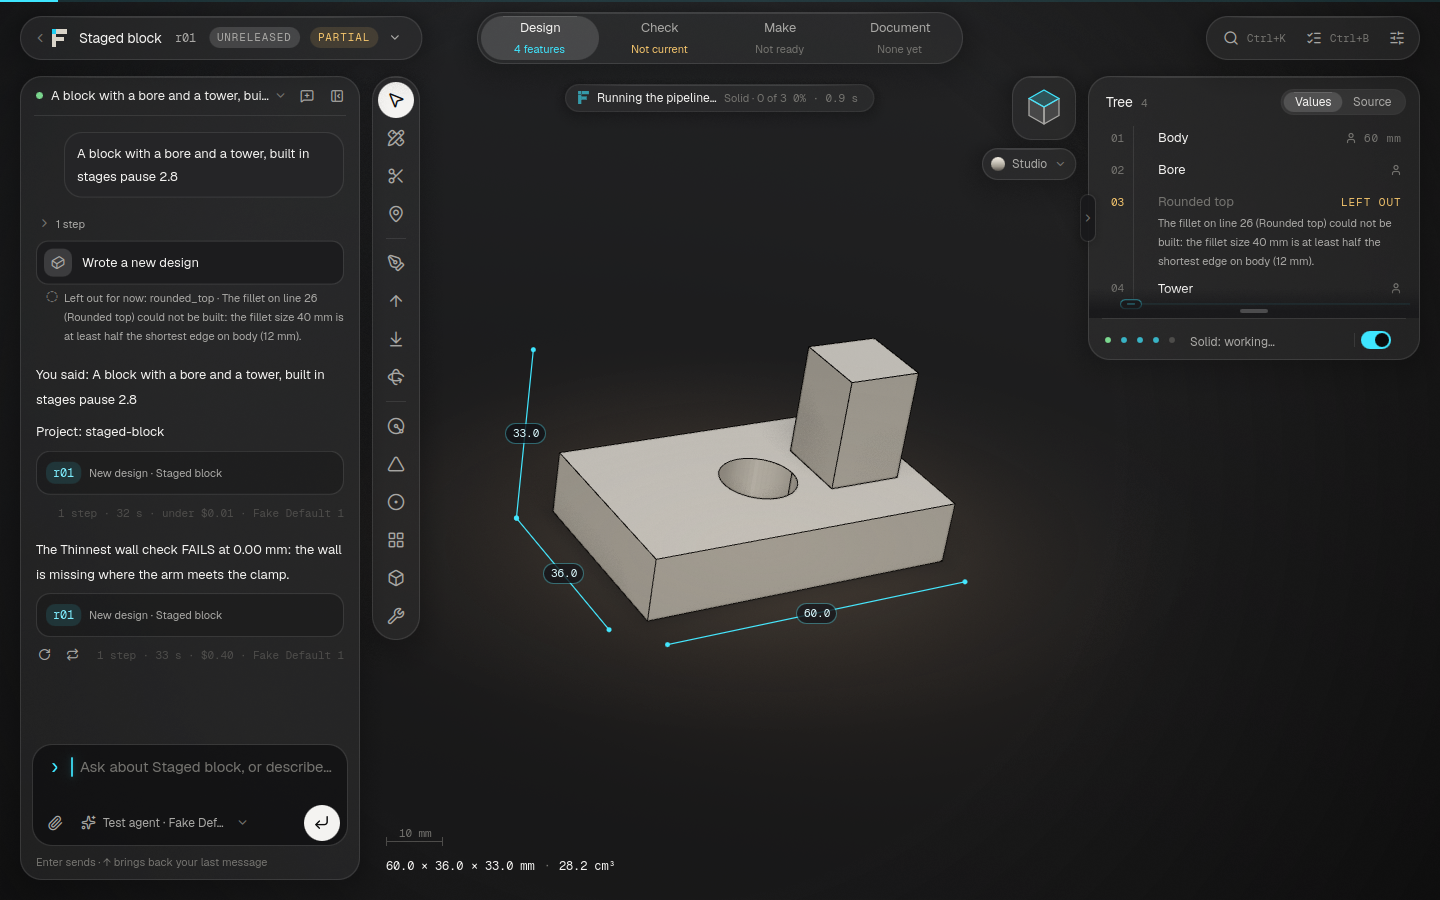 Staged block r01 UNRELEASED PARTIAL
Design
4 features
Check
Not current
Make
Not ready
Document
None yet
Ctrl+K Ctrl+B
A block with a bore and a tower, bui...
A block with a bore and a tower, built in
stages pause 2.8
1 step
Wrote a new design
Left out for now: rounded_top · The fillet on line 26
(Rounded top) could not be built: the fillet size 40 mm is
at least half the shortest edge on body (12 mm).
You said: A block with a bore and a tower, built in
stages pause 2.8
Project: staged-block
r01 New design · Staged block
1 step · 32 s · under $0.01 · Fake Default 1
The Thinnest wall check FAILS at 0.00 mm: the wall
is missing where the arm meets the clamp.
r01 New design · Staged block
1 step · 33 s · $0.40 · Fake Default 1
Ask about Staged block, or describe...
Test agent · Fake Def...
Enter sends · ↑ brings back your last message
Running the pipeline... Solid · 0 of 3 0% · 0.9 s
Studio
33.0
36.0
60.0
10 mm
60.0 × 36.0 × 33.0 mm · 28.2 cm³
Tree 4
Values Source
01 Body 60 mm
02 Bore
03 Rounded top LEFT OUT
The fillet on line 26 (Rounded top) could not be
built: the fillet size 40 mm is at least half the
shortest edge on body (12 mm).
04 Tower
Solid: working...